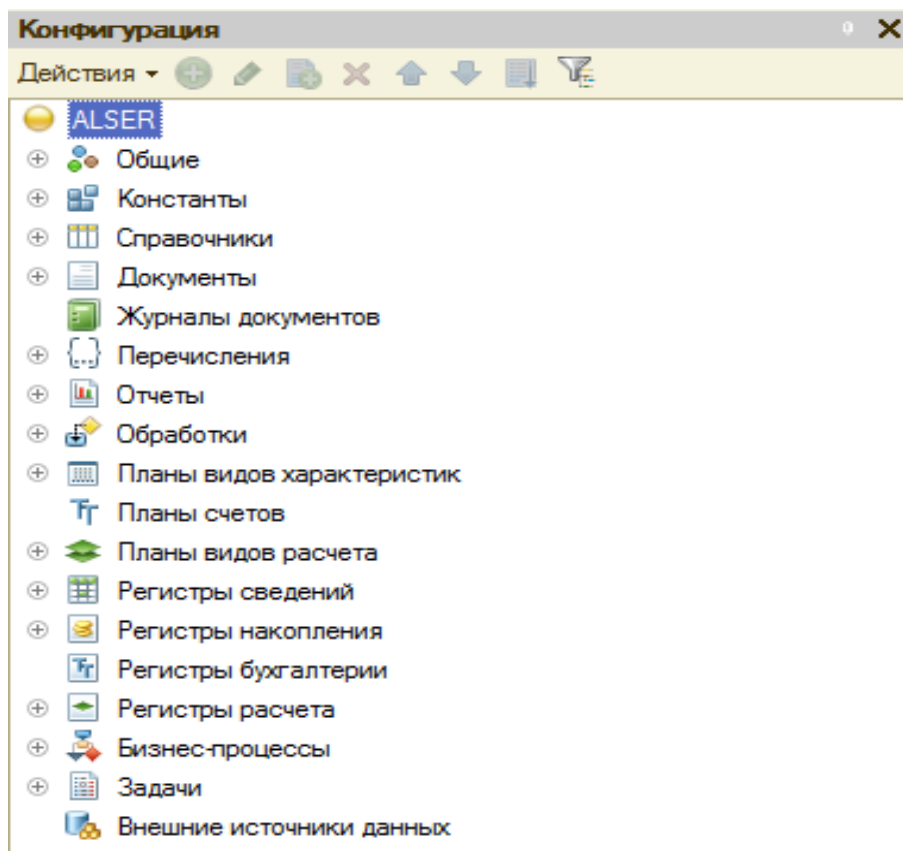 Конфигурация
Действия
ALSER
Общие
Константы
Справочники
Документы
Журналы документов
Перечисления
Отчеты
Обработки
Планы видов характеристик
Планы счетов
Планы видов расчета
Регистры сведений
Регистры накопления
Регистры бухгалтерии
Регистры расчета
Бизнес-процессы
Задачи
Внешние источники данных